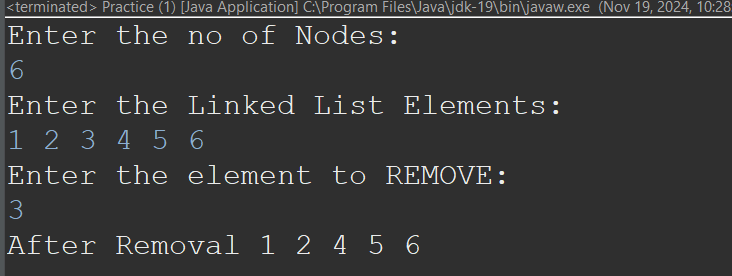 <terminated> Practice (1) [Java Application] C:\Program Files\Java\jdk-19\bin\javaw.exe (Nov 19, 2024, 10:28
Enter the no of Nodes:
6
Enter the Linked List Elements:
1 2 3 4 5 6
Enter the element to REMOVE:
3
After Removal 1 2 4 5 6